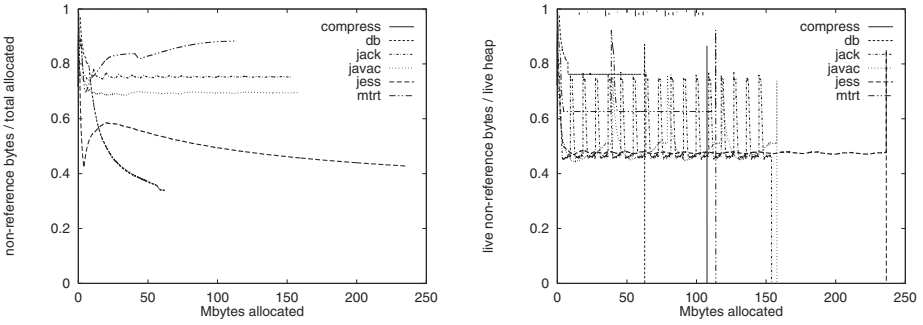 non-reference bytes / total allocated
1
0.8
0.6
0.4
0.2
0
0
50
100
150
200
250
Mbytes allocated
compress
db
jack
javac
jess
mtrt
live non-reference bytes / live heap
1
0.8
0.6
0.4
0.2
0
0
50
100
150
200
250
Mbytes allocated
compress
db
jack
javac
jess
mtrt